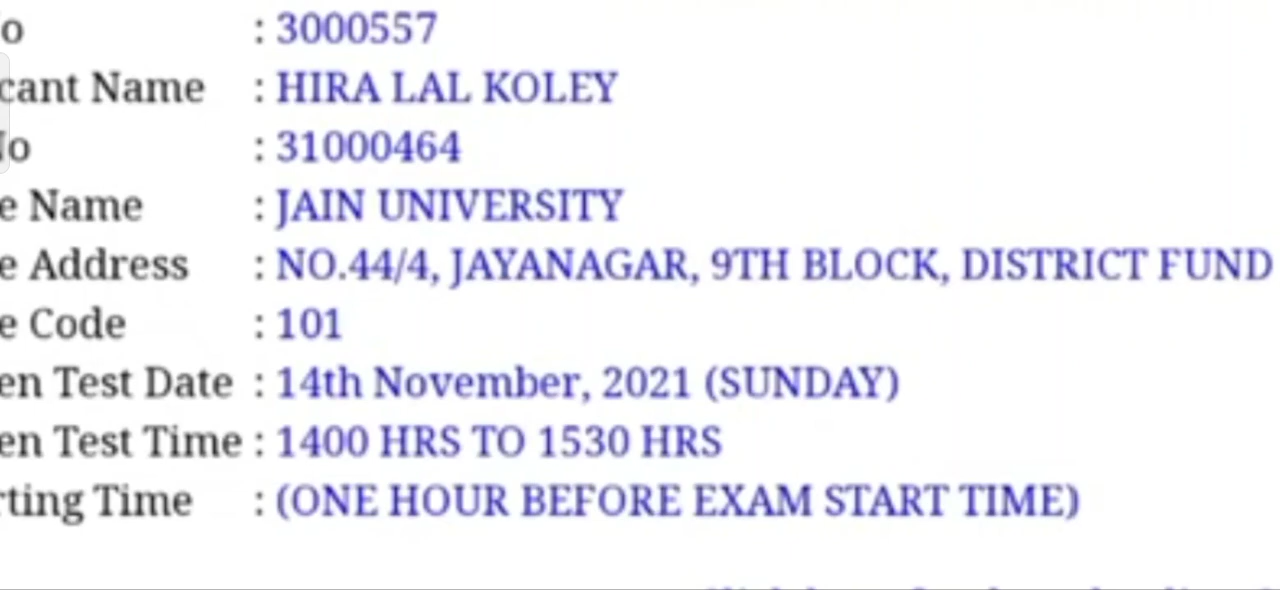 o : 3000557
cant Name : HIRA LAL KOLEY
No : 31000464
e Name : JAIN UNIVERSITY
e Address : NO.44/4, JAYANAGAR, 9TH BLOCK, DISTRICT FUND
e Code : 101
en Test Date : 14th November, 2021 (SUNDAY)
en Test Time : 1400 HRS TO 1530 HRS
rting Time : (ONE HOUR BEFORE EXAM START TIME)